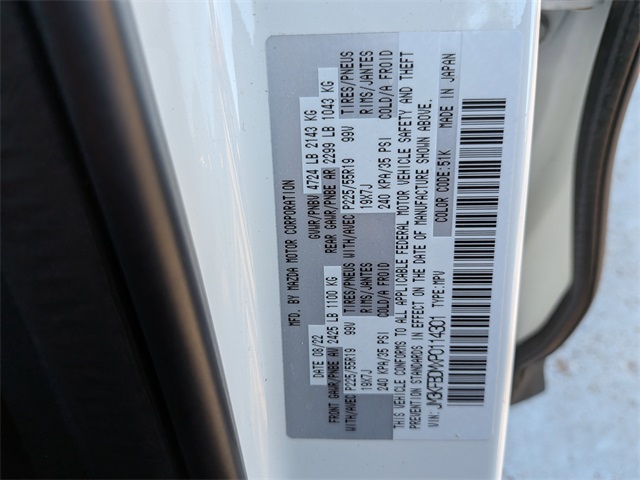 MFD. BY MAZDA MOTOR CORPORATION
DATE: 08/22 GVWR/PNBV 4724 LB 2143 KG
FRONT GAWR/PNBE AV 2425 LB 1100 KG REAR GAWR/PNBE AR 2299 LB 1043 KG
WITH/AVEC P225/55R19 99V TIRES/PNEUS WITH/AVEC P225/55R19 99V TIRES/PNEUS
19X7J RIMS/JANTES 19X7J RIMS/JANTES
240 KPA/35 PSI COLD/A FROID 240 KPA/35 PSI COLD/A FROID
THIS VEHICLE CONFORMS TO ALL APPLICABLE FEDERAL MOTOR VEHICLE SAFETY AND THEFT
PREVENTION STANDARDS IN EFFECT ON THE DATE OF MANUFACTURE SHOWN ABOVE.
COLOR CODE:51K MADE IN JAPAN
VIN: TYPE:MPV